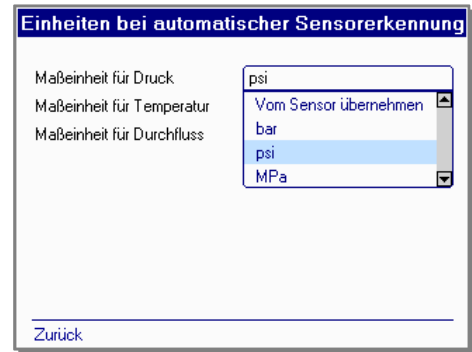 Einheiten bei automatischer Sensorerkennung
Maßeinheit für Druck psi
Maßeinheit für Temperatur Vom Sensor übernehmen
Maßeinheit für Durchfluss bar
psi
MPa
Zurück